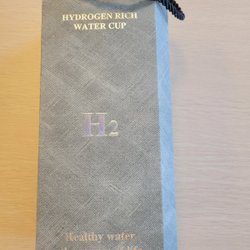 HYDROGEN RICH
WATER CUP
H2
Healthy water